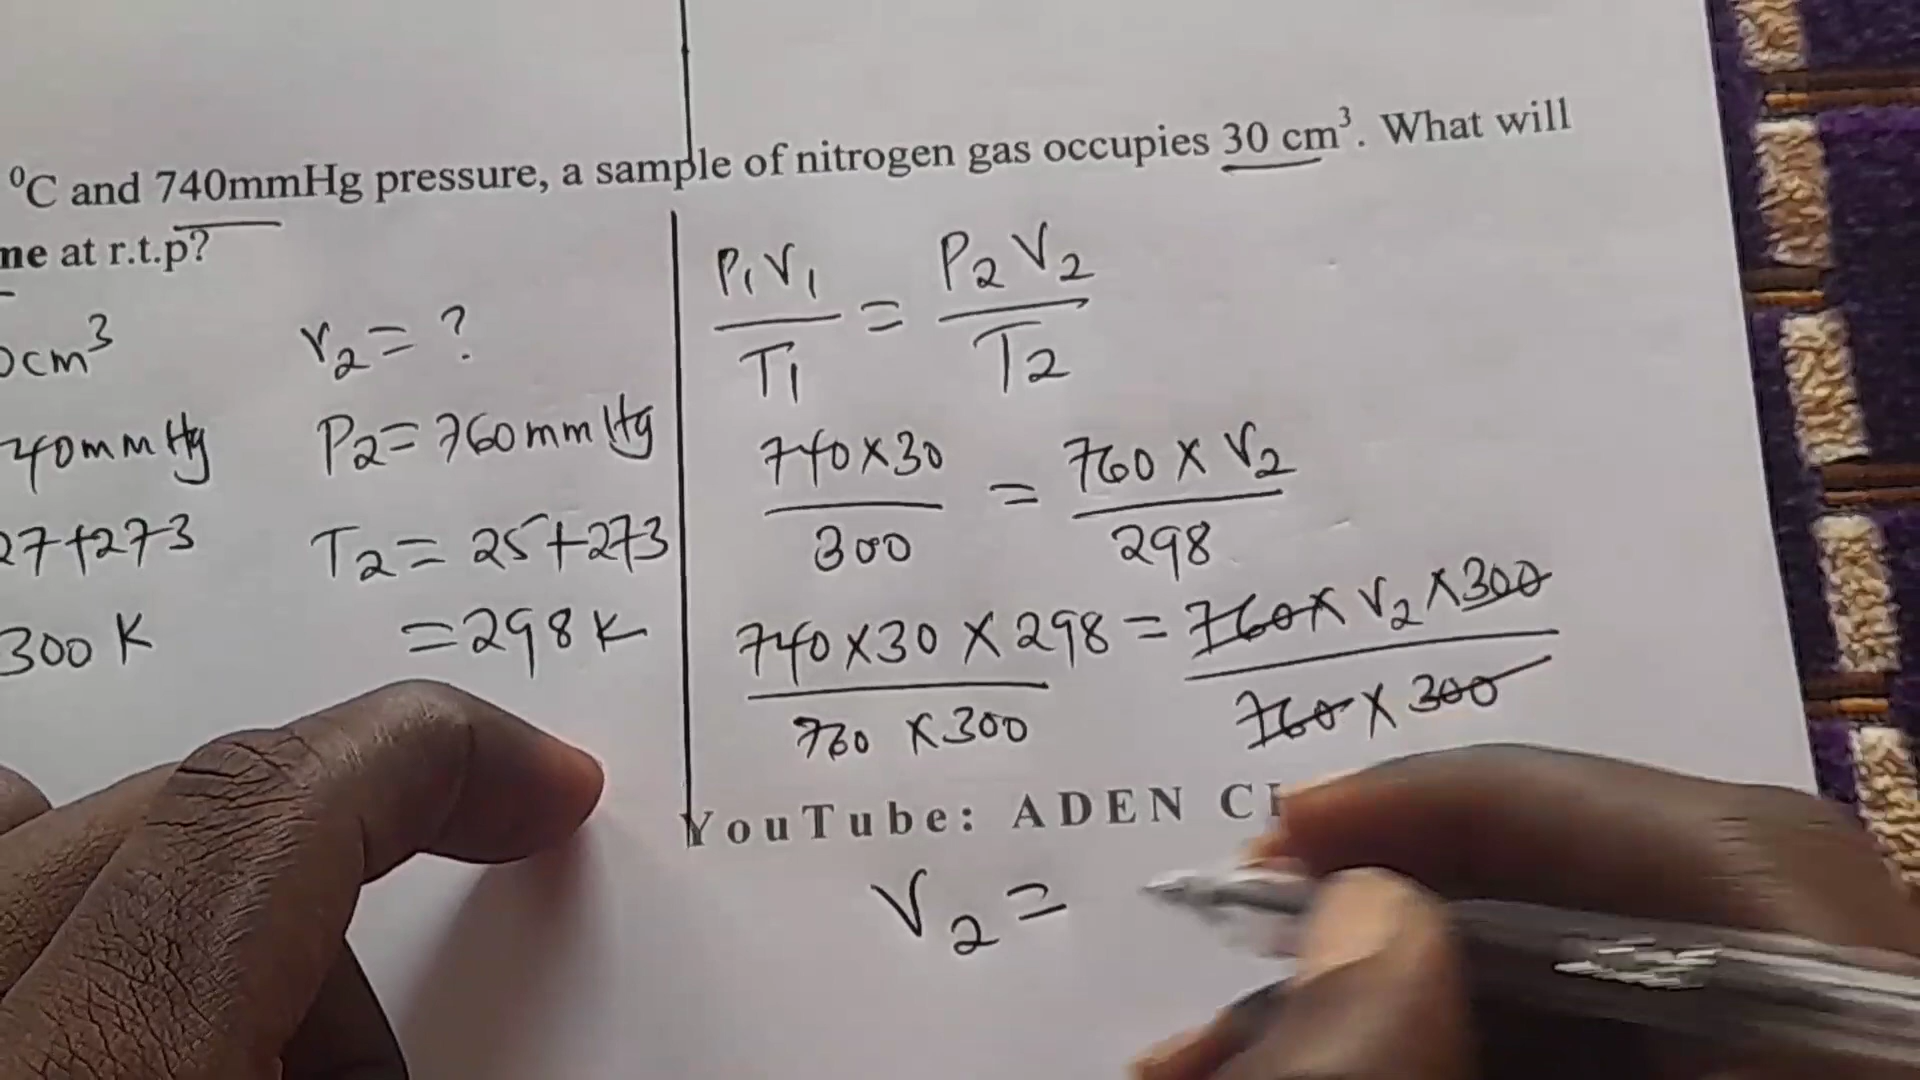 ⁰C and 740mmHg pressure, a sample of nitrogen gas occupies 30 cm³. What will
me at r.t.p?
0cm³
V₂ = ?
40mmHg
P₂ = 760mmHg
27+273
T₂ = 25+273
300 K
= 298 K
P₁V₁/T₁ = P₂V₂/T₂
740×30/300 = 760 × V₂/298
740×30×298/760 ×300 = 760× V₂ ×300/760×300
YouTube: ADEN C
V₂ =